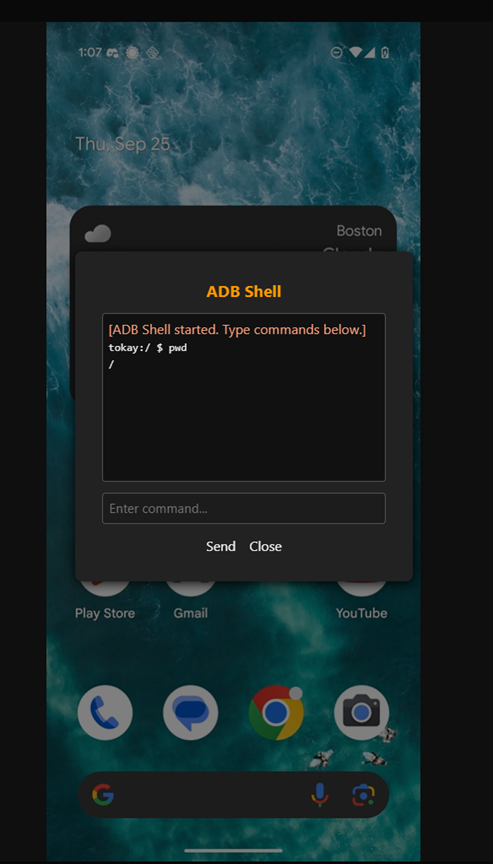 1:07
Thu, Sep 25
Boston
Cloudy
ADB Shell
[ADB Shell started. Type commands below.]
tokay:/ $ pwd
/
Enter command...
Send Close
Play Store Gmail YouTube